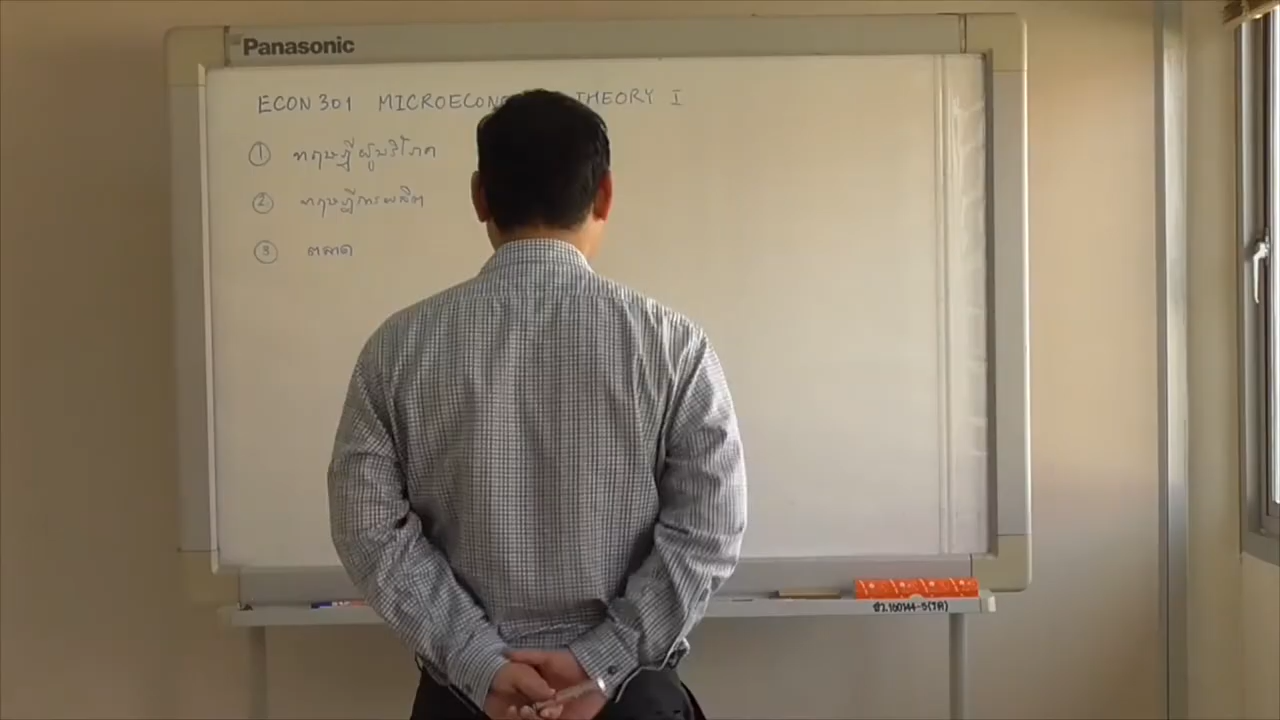 Panasonic
ECON 301 MICROECON THEORY I
① ทฤษฎีผู้บริโภค
② ทฤษฎีการผลิต
③ ตลาด